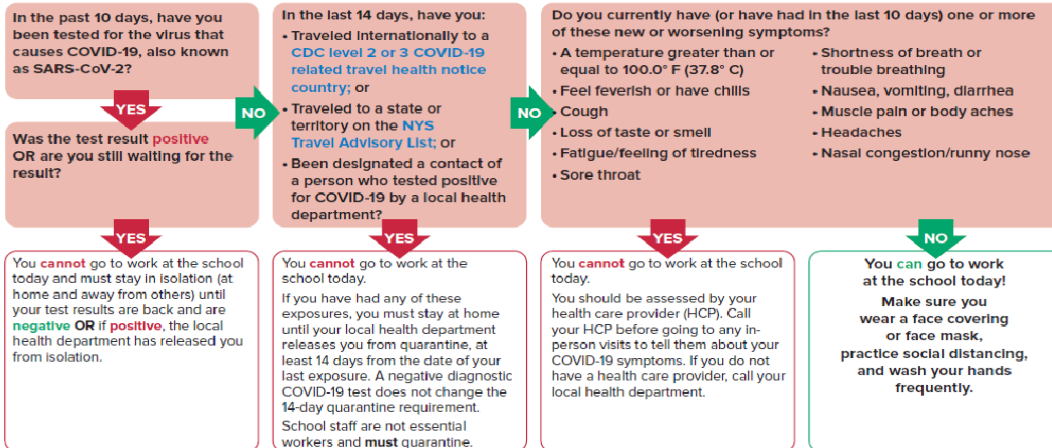 In the past 10 days, have you
been tested for the virus that
causes COVID-19, also known
as SARS-CoV-2?
YES
Was the test result positive
OR are you still waiting for the
result?
YES
You cannot go to work at the school
today and must stay in isolation (at
home and away from others) until
your test results are back and are
negative OR if positive, the local
health department has released you
from isolation.
NO
In the last 14 days, have you:
• Traveled internationally to a
CDC level 2 or 3 COVID-19
related travel health notice
country; or
• Traveled to a state or
territory on the NYS
Travel Advisory List; or
• Been designated a contact of
a person who tested positive
for COVID-19 by a local health
department?
YES
You cannot go to work at the
school today.
If you have had any of these
exposures, you must stay at home
until your local health department
releases you from quarantine, at
least 14 days from the date of your
last exposure. A negative diagnostic
COVID-19 test does not change the
14-day quarantine requirement.
School staff are not essential
workers and must quarantine.
NO
Do you currently have (or have had in the last 10 days) one or more
of these new or worsening symptoms?
• A temperature greater than or
equal to 100.0° F (37.8° C)
• Feel feverish or have chills
• Cough
• Loss of taste or smell
• Fatigue/feeling of tiredness
• Sore throat
• Shortness of breath or
trouble breathing
• Nausea, vomiting, diarrhea
• Muscle pain or body aches
• Headaches
• Nasal congestion/runny nose
YES
You cannot go to work at the school
today.
You should be assessed by your
health care provider (HCP). Call
your HCP before going to any in-
person visits to tell them about your
COVID-19 symptoms. If you do not
have a health care provider, call your
local health department.
NO
You can go to work
at the school today!
Make sure you
wear a face covering
or face mask,
practice social distancing,
and wash your hands
frequently.